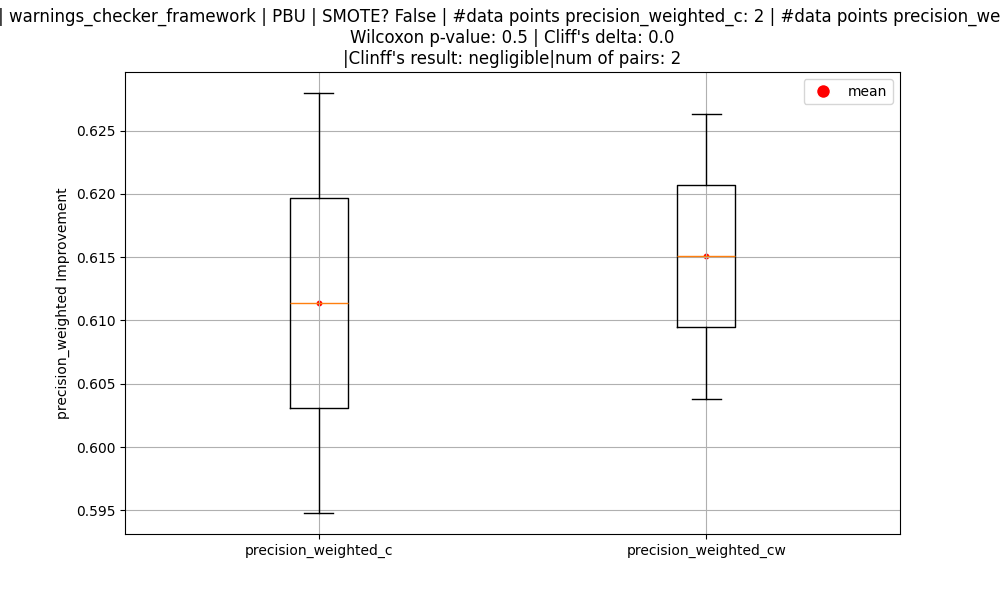 | warnings_checker_framework | PBU | SMOTE? False | #data points precision_weighted_c: 2 | #data points precision_we
Wilcoxon p-value: 0.5 | Cliff's delta: 0.0
|Clinff's result: negligible|num of pairs: 2
mean
precision_weighted Improvement
0.625
0.620
0.615
0.610
0.605
0.600
0.595
precision_weighted_c
precision_weighted_cw